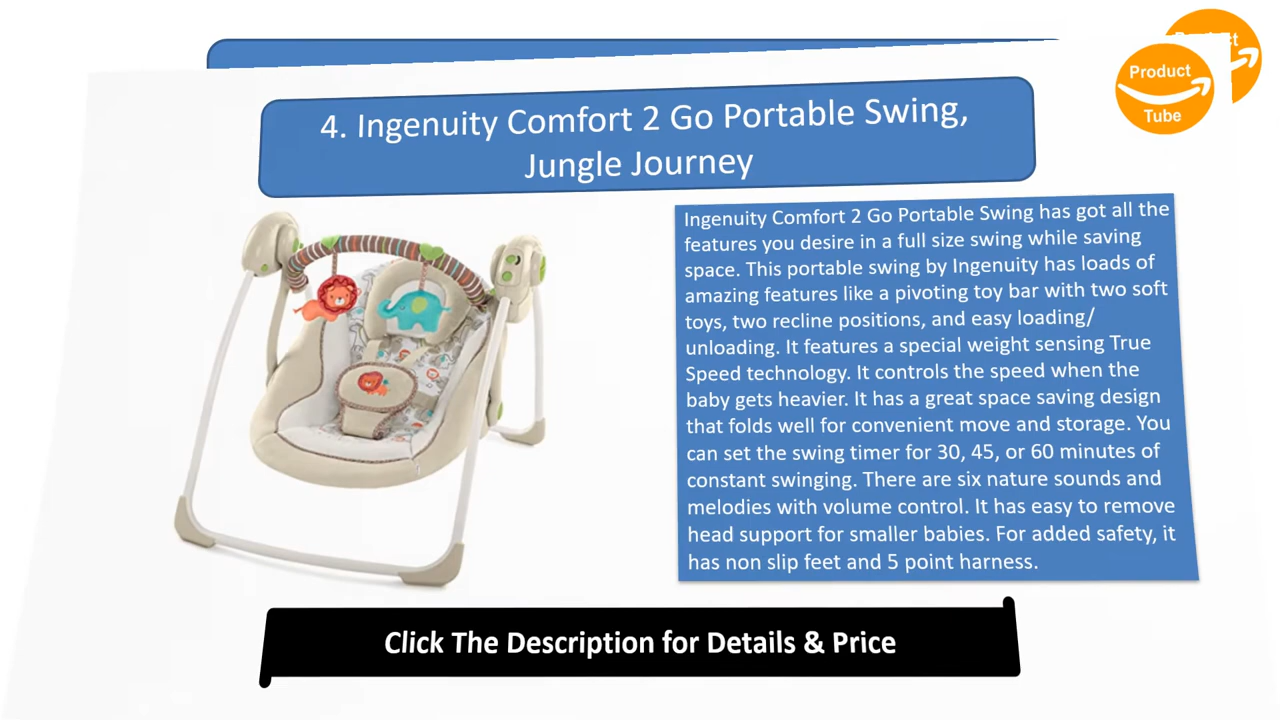 4. Ingenuity Comfort 2 Go Portable Swing,
Jungle Journey
Product
Tube
Ingenuity Comfort 2 Go Portable Swing has got all the
features you desire in a full size swing while saving
space. This portable swing by Ingenuity has loads of
amazing features like a pivoting toy bar with two soft
toys, two recline positions, and easy loading/
unloading. It features a special weight sensing True
Speed technology. It controls the speed when the
baby gets heavier. It has a great space saving design
that folds well for convenient move and storage. You
can set the swing timer for 30, 45, or 60 minutes of
constant swinging. There are six nature sounds and
melodies with volume control. It has easy to remove
head support for smaller babies. For added safety, it
has non slip feet and 5 point harness.
Click The Description for Details & Price